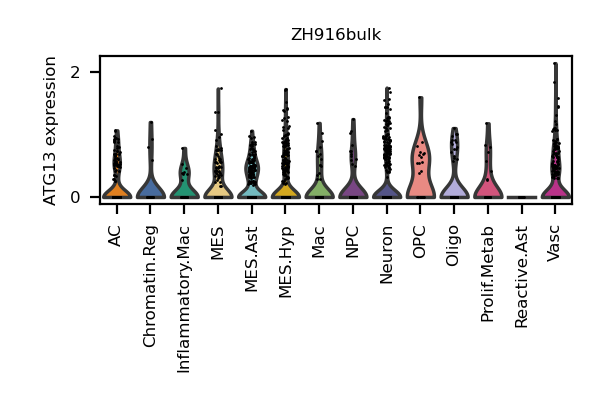 ZH916bulk
ATG13 expression
2
0
AC
Chromatin.Reg
Inflammatory.Mac
MES
MES.Ast
MES.Hyp
Mac
NPC
Neuron
OPC
Oligo
Prolif.Metab
Reactive.Ast
Vasc